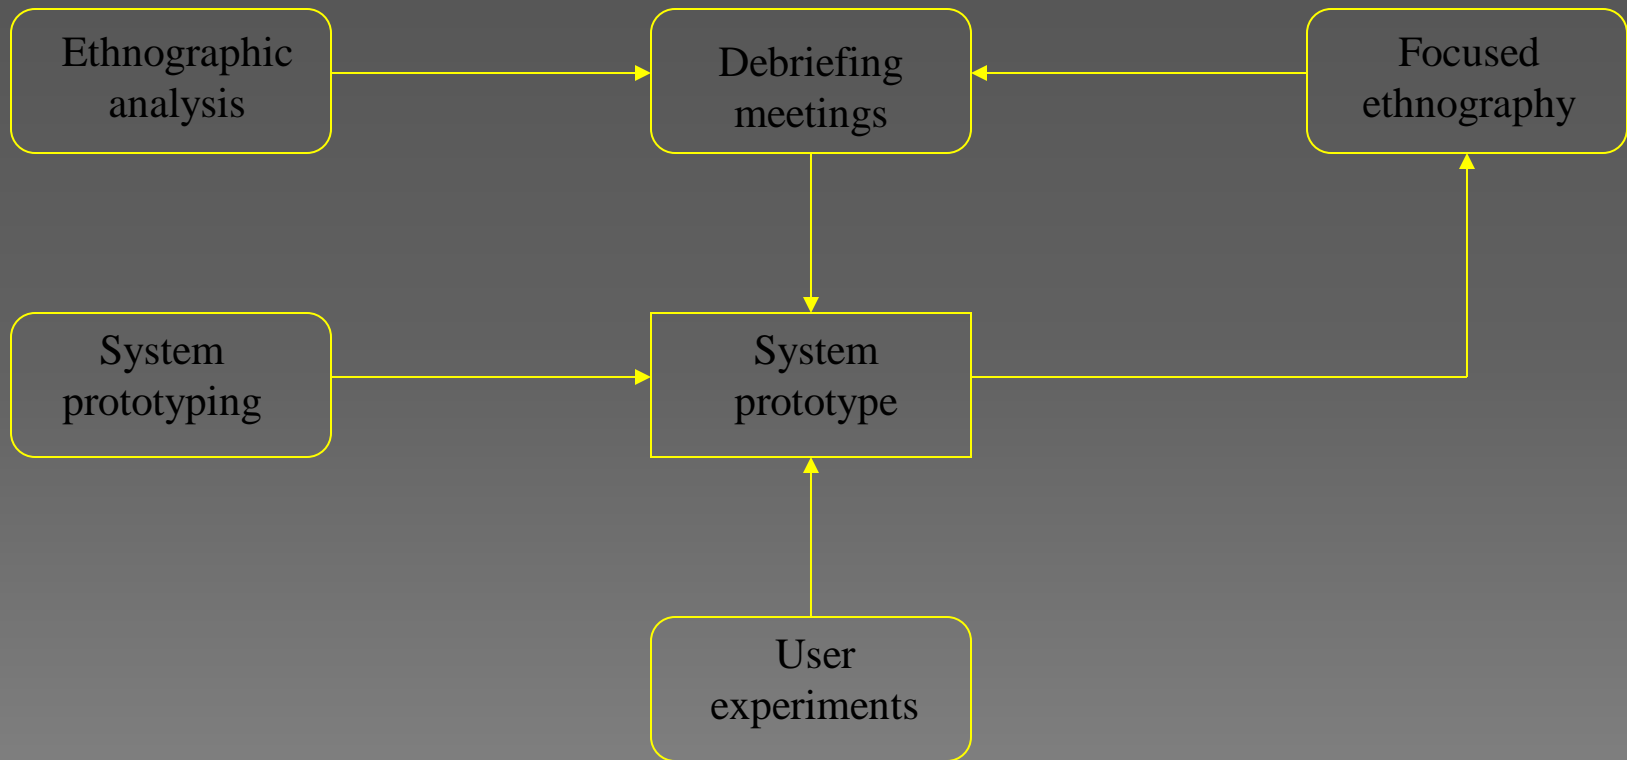 Ethnographic
analysis
Debriefing
meetings
Focused
ethnography
System
prototyping
System
prototype
User
experiments